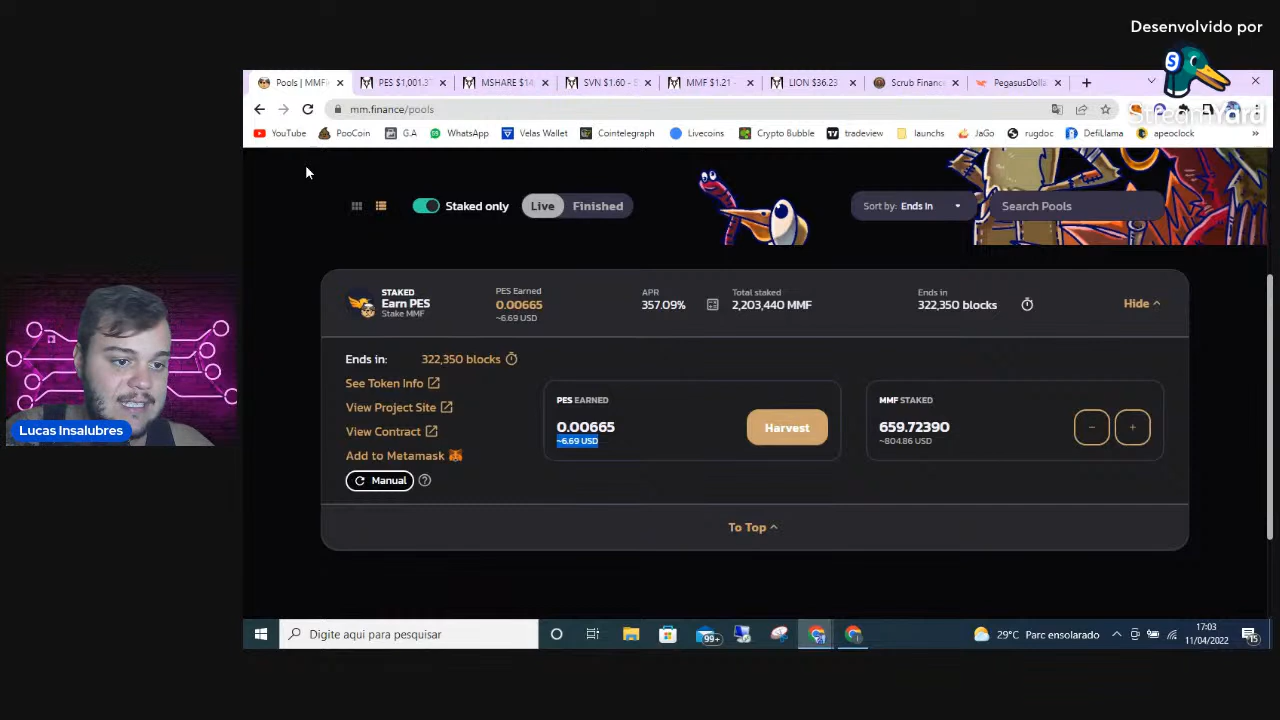 Desenvolvido por
S
StreamYard
Pools | MMFi
PES $1,001.3
MSHARE $14
SVN $1.60 - S
MMF $1.21 -
LION $36.23
Scrub Finance
PegasusDolla
mm.finance/pools
YouTube
PooCoin
G.A
WhatsApp
Velas Wallet
Cointelegraph
Livecoins
Crypto Bubble
tradeview
launchs
JaGo
rugdoc
DefiLlama
apeoclock
Staked only
Live
Finished
Sort by: Ends In
Search Pools
STAKED
Earn PES
Stake MMF
PES Earned
0.00665
~6.69 USD
APR
357.09%
Total staked
2,203,440 MMF
Ends in
322,350 blocks
Hide
Ends in: 322,350 blocks
See Token Info
View Project Site
View Contract
Add to Metamask
Manual
PES EARNED
0.00665
~6.69 USD
Harvest
MMF STAKED
659.72390
~804.86 USD
To Top
Lucas Insalubres
Digite aqui para pesquisar
99+
29°C Parc ensolarado
17:03
11/04/2022
15